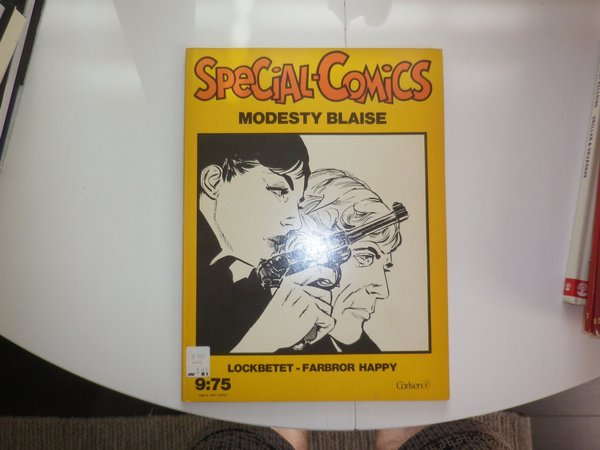 SPECIAL-COMICS
MODESTY BLAISE
LOCKBETET - FARBROR HAPPY
9:75
Carlsen